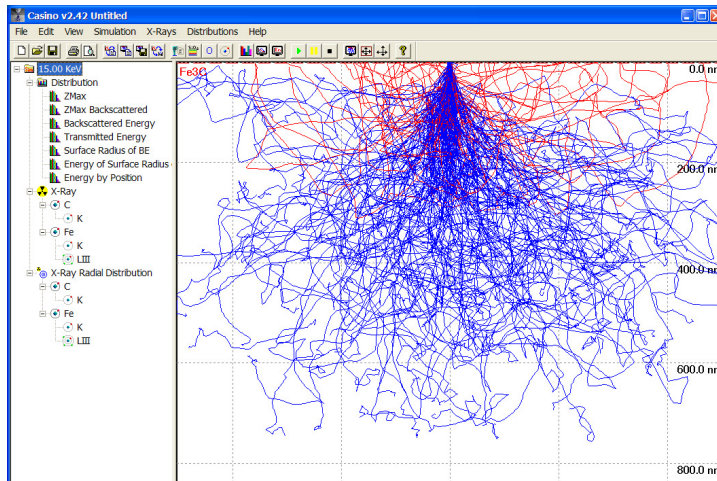 Casino v2.42 Untitled
File Edit View Simulation X-Rays Distributions Help
15.00 KeV
Distribution
ZMax
ZMax Backscattered
Backscattered Energy
Transmitted Energy
Surface Radius of BE
Energy of Surface Radius
Energy by Position
X-Ray
C
K
Fe
K
LIII
X-Ray Radial Distribution
C
K
Fe
K
LIII
Fe3C
0.0 nm
200.0 nm
400.0 nm
600.0 nm
800.0 nm